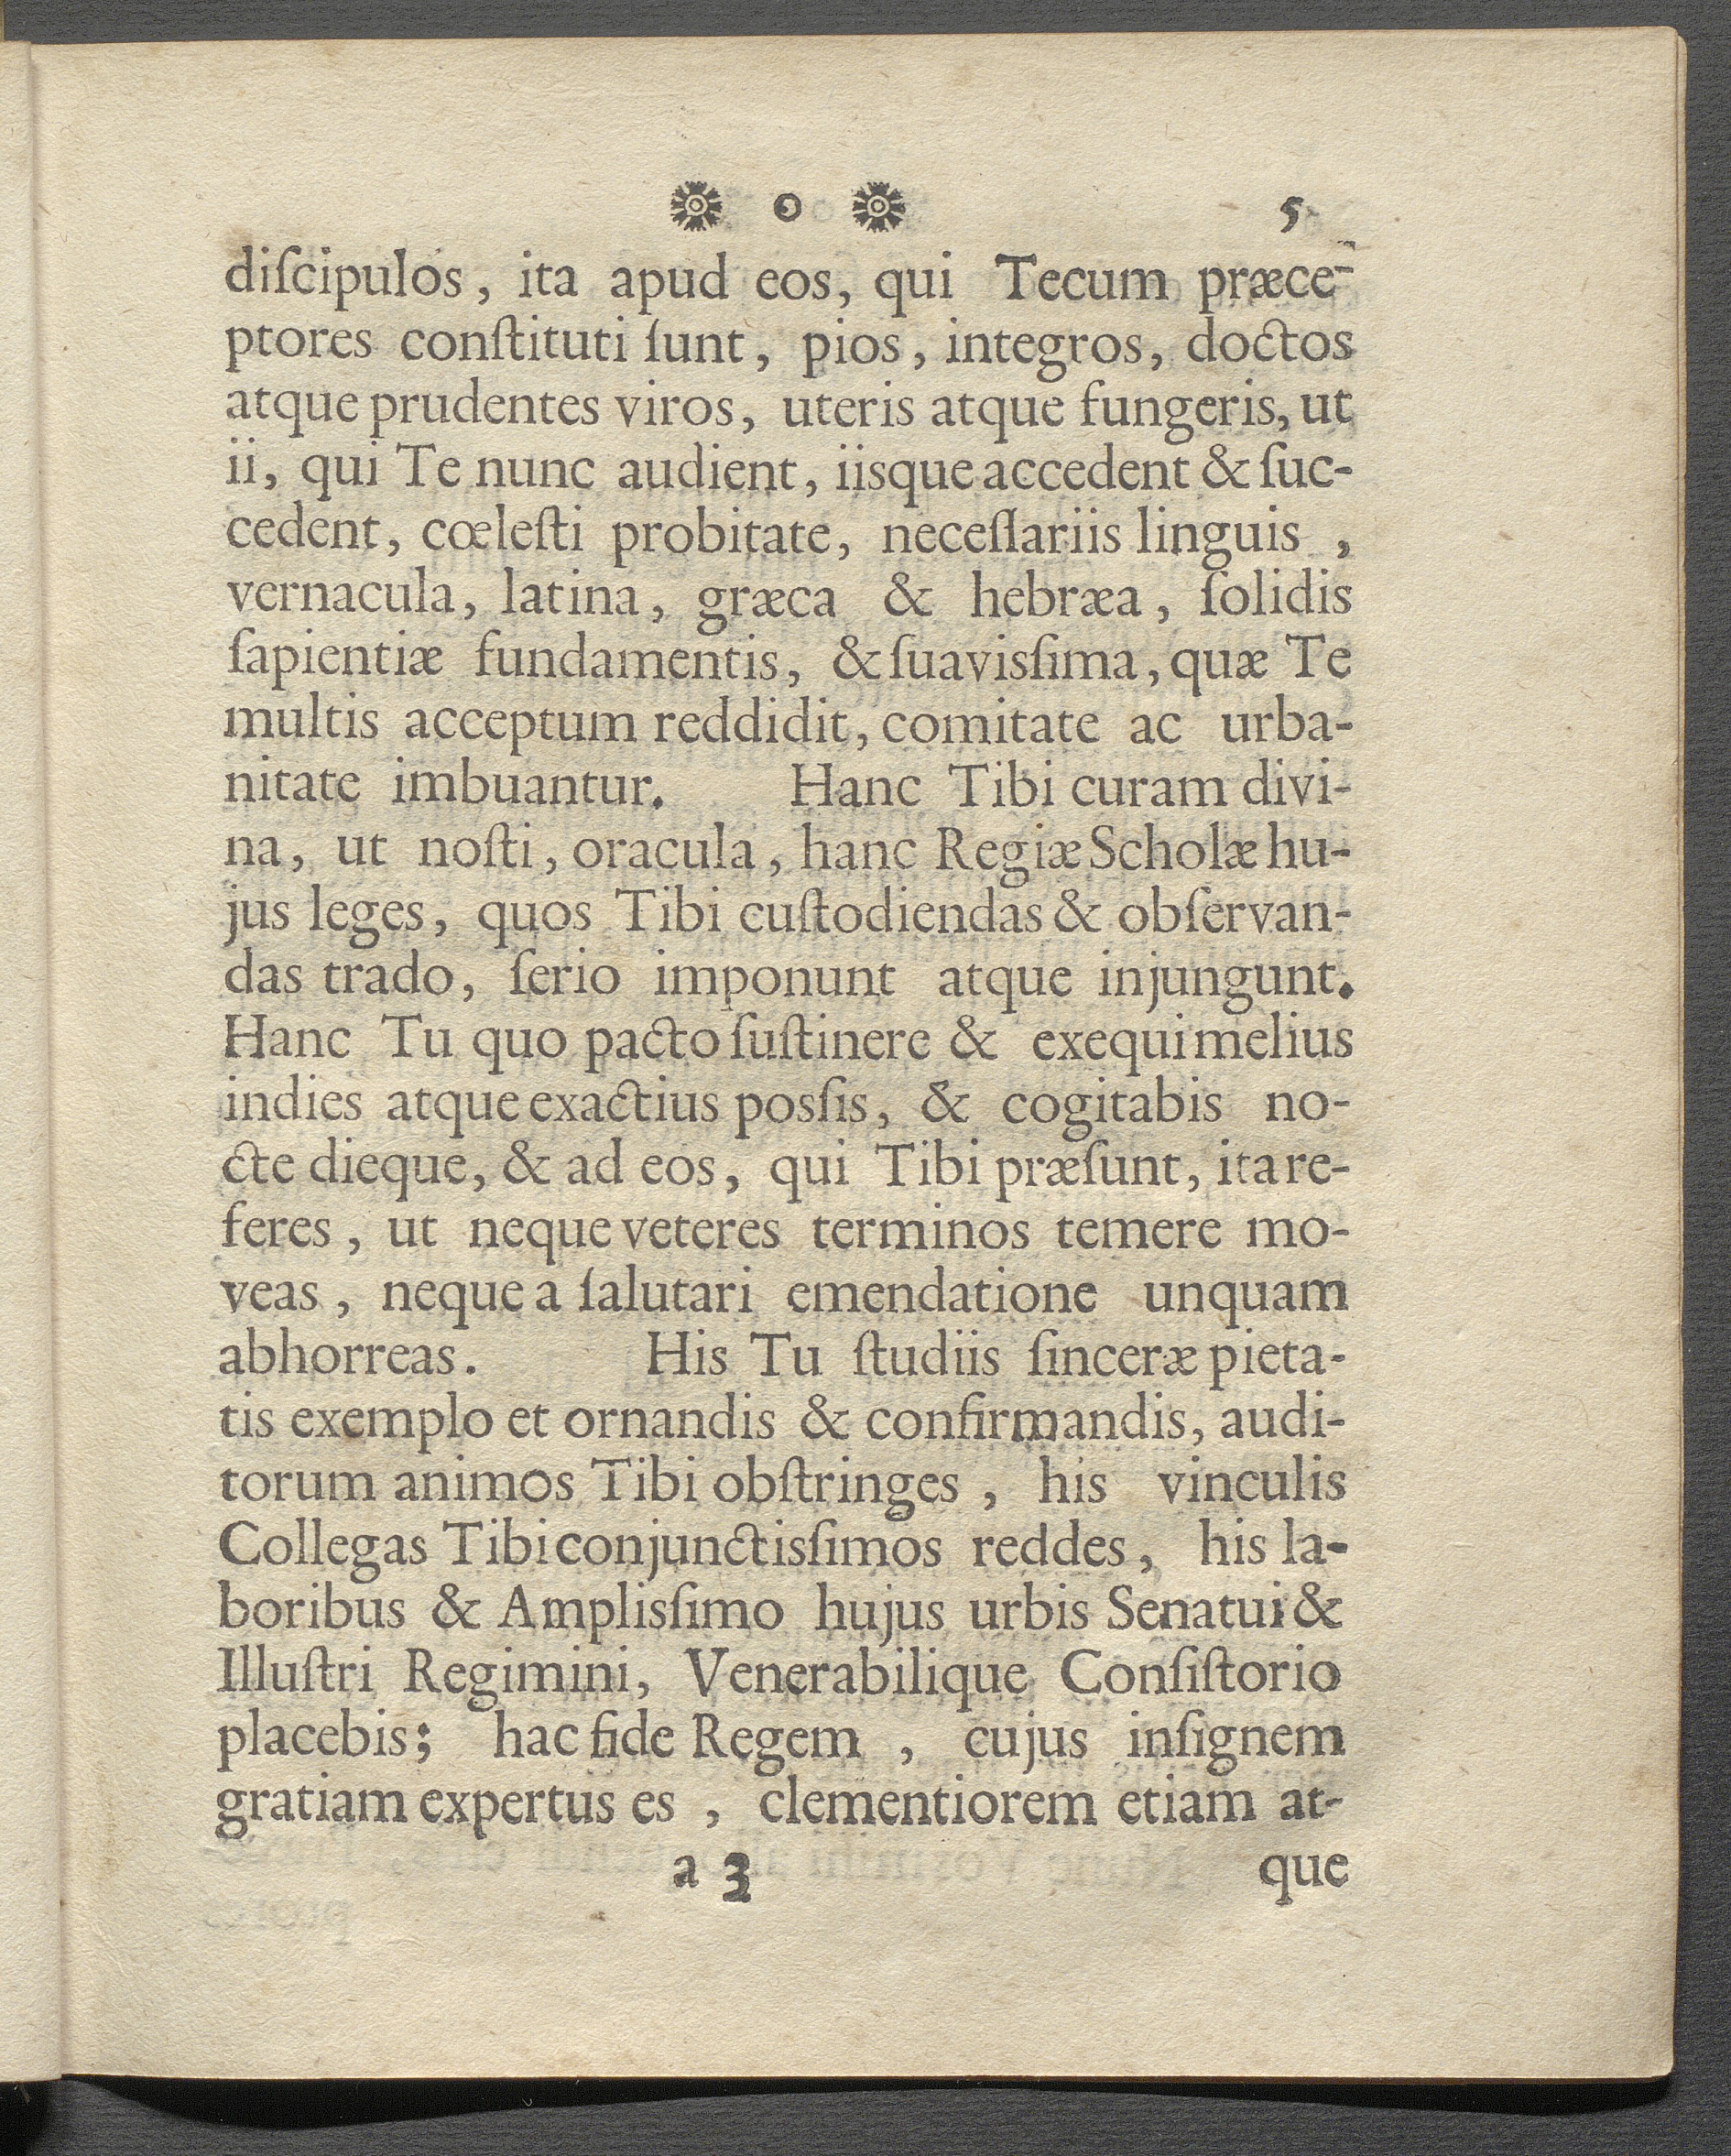 5
diſcipulos, ita apud eos, qui Tecum præce-
ptores conſtituti ſunt, pios, integros, doctos
atque prudentes viros, uteris atque fungeris, ut
ii, qui Te nunc audient, iisque accedent & ſuc-
cedent, cœleſti probitate, neceſſariis linguis,
vernacula, latina, græca & hebræa, ſolidis
ſapientiæ fundamentis, & ſuavisſima, quæ Te
multis acceptum reddidit, comitate ac urba-
nitate imbuantur. Hanc Tibi curam divi-
na, ut noſti, oracula, hanc Regiæ Scholæ hu-
jus leges, quos Tibi cuſtodiendas & obſervan-
das trado, ſerio imponunt atque injungunt.
Hanc Tu quo pacto ſuſtinere & exequi melius
indies atque exactius posſis, & cogitabis no-
cte dieque, & ad eos, qui Tibi præſunt, ita re-
feres, ut neque veteres terminos temere mo-
veas, neque a ſalutari emendatione unquam
abhorreas. His Tu ſtudiis ſinceræ pieta-
tis exemplo et ornandis & confirmandis, audi-
torum animos Tibi obſtringes, his vinculis
Collegas Tibi conjunctisſimos reddes, his la-
boribus & Amplisſimo hujus urbis Senatui &
Illuſtri Regimini, Venerabilique Conſiſtorio
placebis; hac fide Regem, cujus inſignem
gratiam expertus es, clementiorem etiam at-
a 3 que